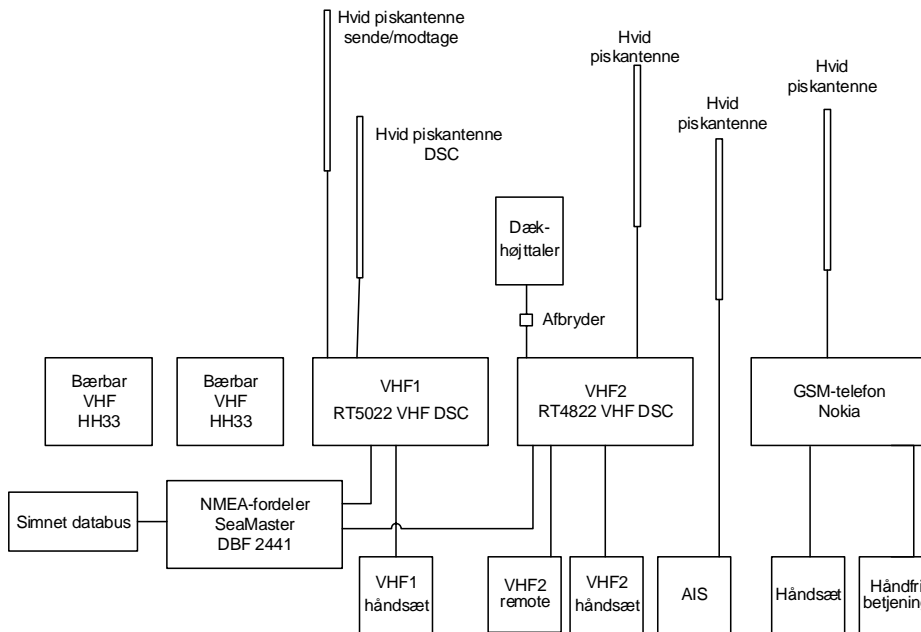 Hvid piskantenne
sende/modtage
Hvid piskantenne
DSC
Hvid
piskantenne
Hvid
piskantenne
Hvid
piskantenne
Dæk-
højttaler
Afbryder
Bærbar
VHF
HH33
Bærbar
VHF
HH33
VHF1
RT5022 VHF DSC
VHF2
RT4822 VHF DSC
GSM-telefon
Nokia
Simnet databus
NMEA-fordeler
SeaMaster
DBF 2441
VHF1
håndsæt
VHF2
remote
VHF2
håndsæt
AIS
Håndsæt
Håndfri
betjening